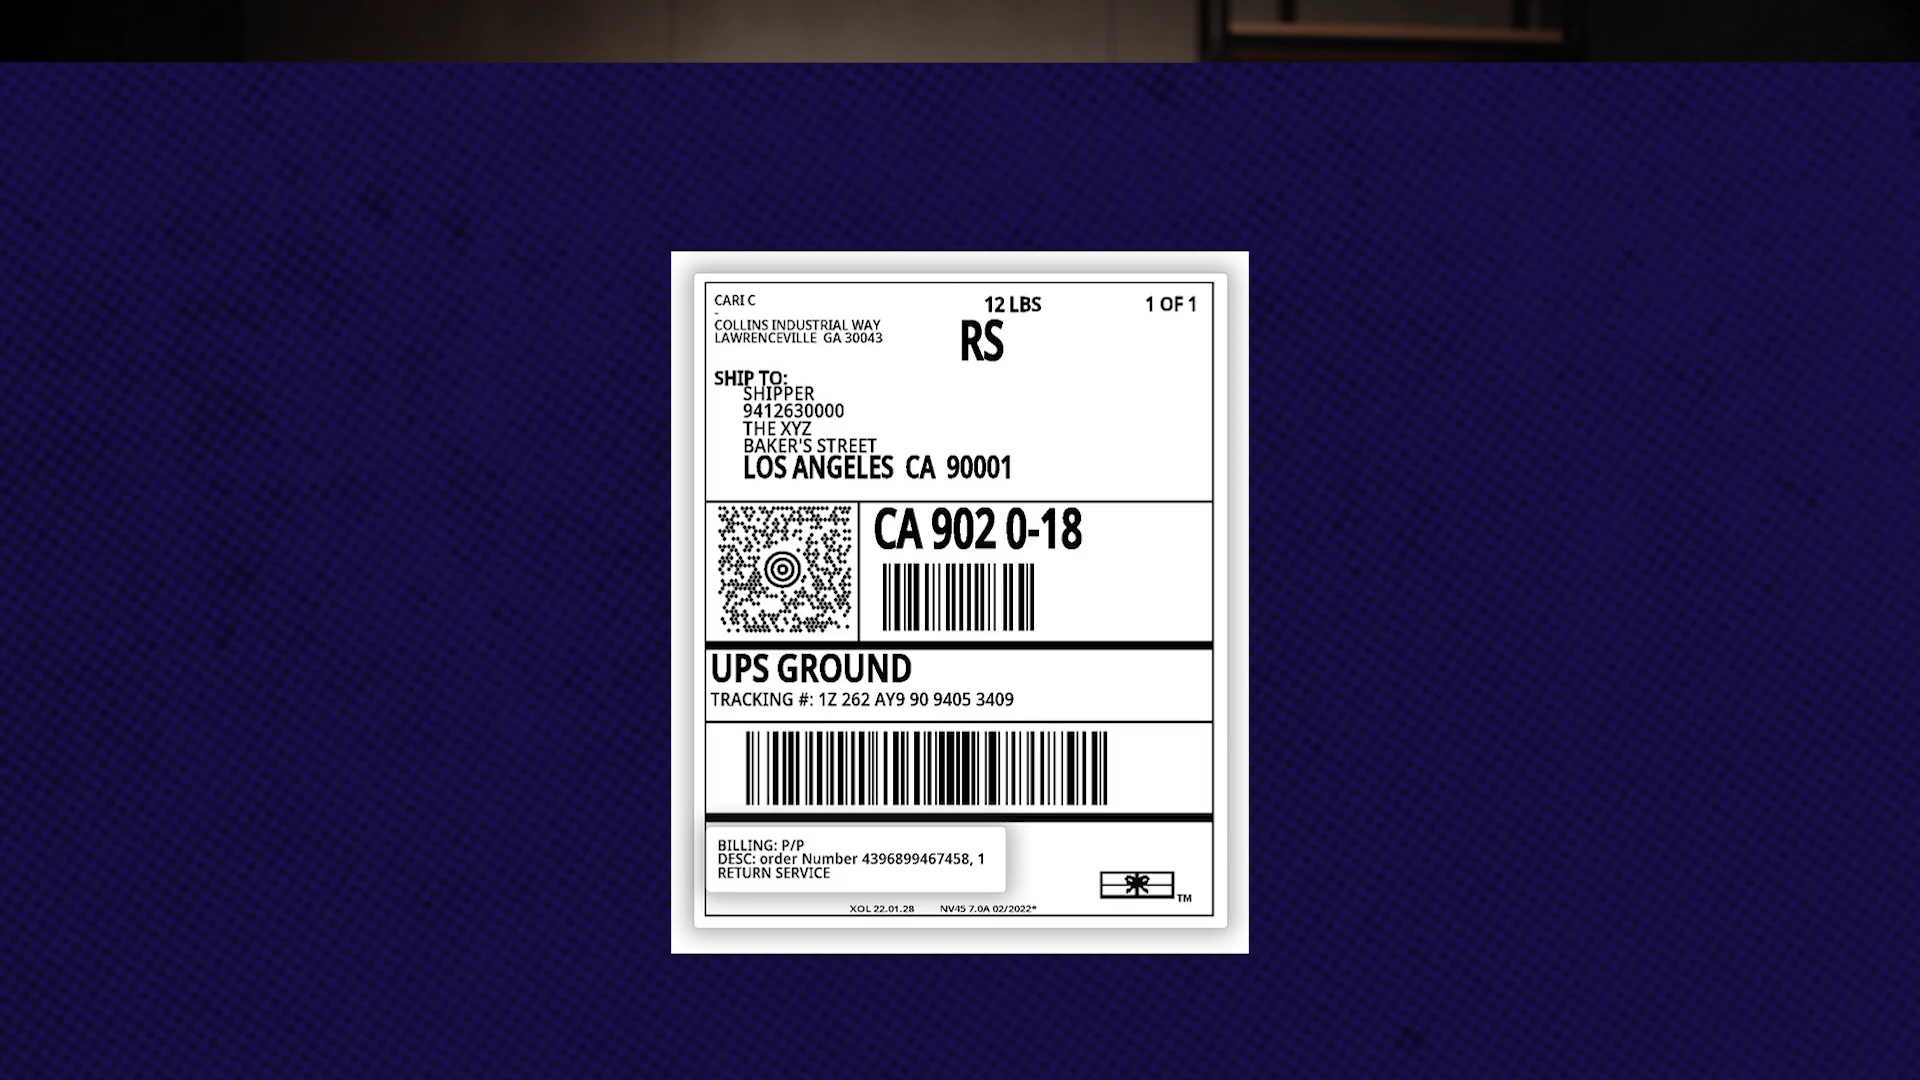 CARI C
-
COLLINS INDUSTRIAL WAY
LAWRENCEVILLE GA 30043
12 LBS
1 OF 1
RS
SHIP TO:
SHIPPER
9412630000
THE XYZ
BAKER'S STREET
LOS ANGELES CA 90001
CA 902 0-18
UPS GROUND
TRACKING #: 1Z 262 AY9 90 9405 3409
BILLING: P/P
DESC: order Number 4396899467458, 1
RETURN SERVICE
TM
XOL 22.01.28 NV45 7.0A 02/2022*